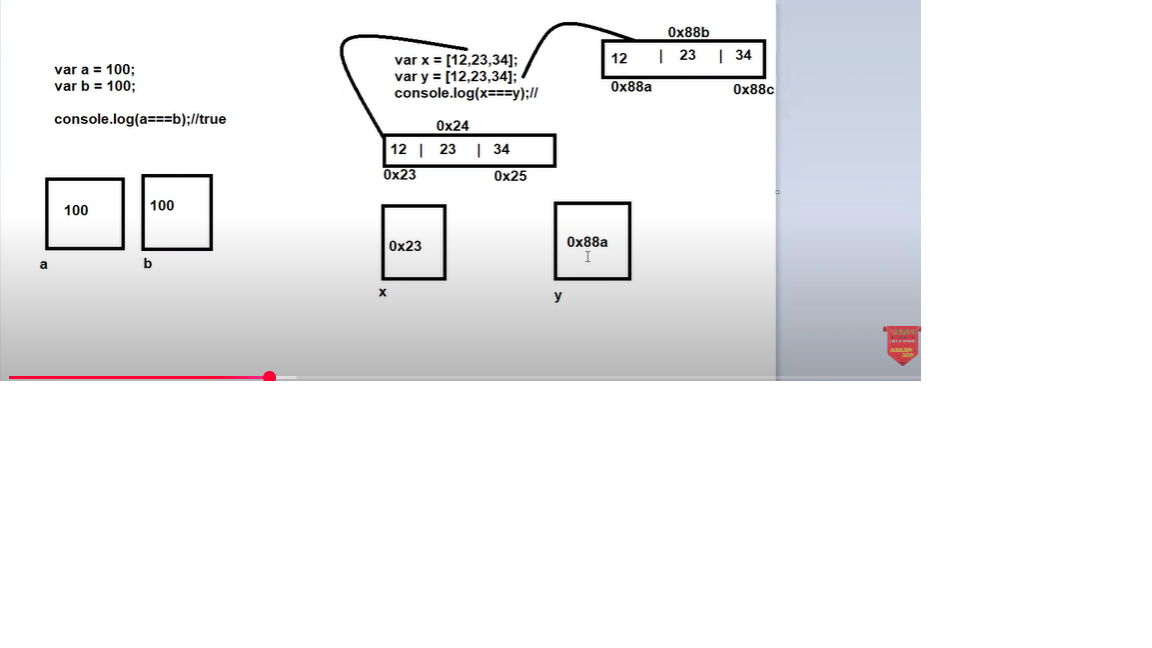 var a = 100;
var b = 100;
console.log(a===b);//true
100
100
a
b
var x = [12,23,34];
var y = [12,23,34];
console.log(x===y);//
0x88b
12 | 23 | 34
0x88a
0x88c
0x24
12 | 23 | 34
0x23
0x25
0x23
0x88a
x
y